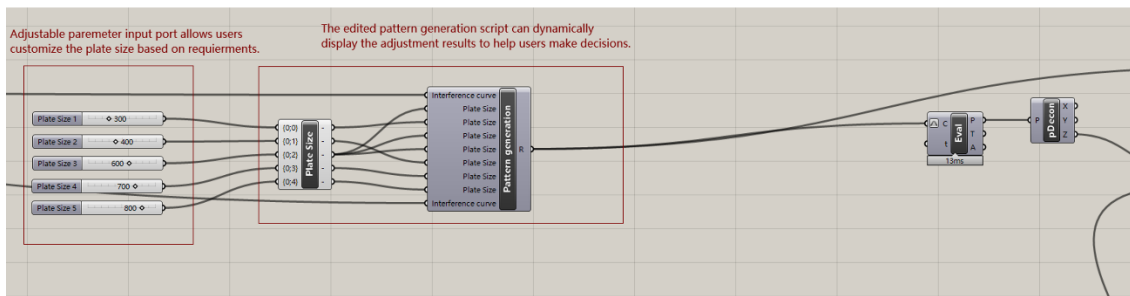 Adjustable paremeter input port allows users
customize the plate size based on requierments.
The edited pattern generation script can dynamically
display the adjustment results to help users make decisions.
Plate Size 1 300
Plate Size 2 400
Plate Size 3 600
Plate Size 4 700
Plate Size 5 800
{0;0} -
{0;1} -
{0;2} -
{0;3} -
{0;4} -
Plate Size
Interference curve
Plate Size
Plate Size
Plate Size
Plate Size
Plate Size
Plate Size
Plate Size
Interference curve
Pattern generation
R
C
t
Eval
P
T
A
13ms
P
pDecon
X
Y
Z